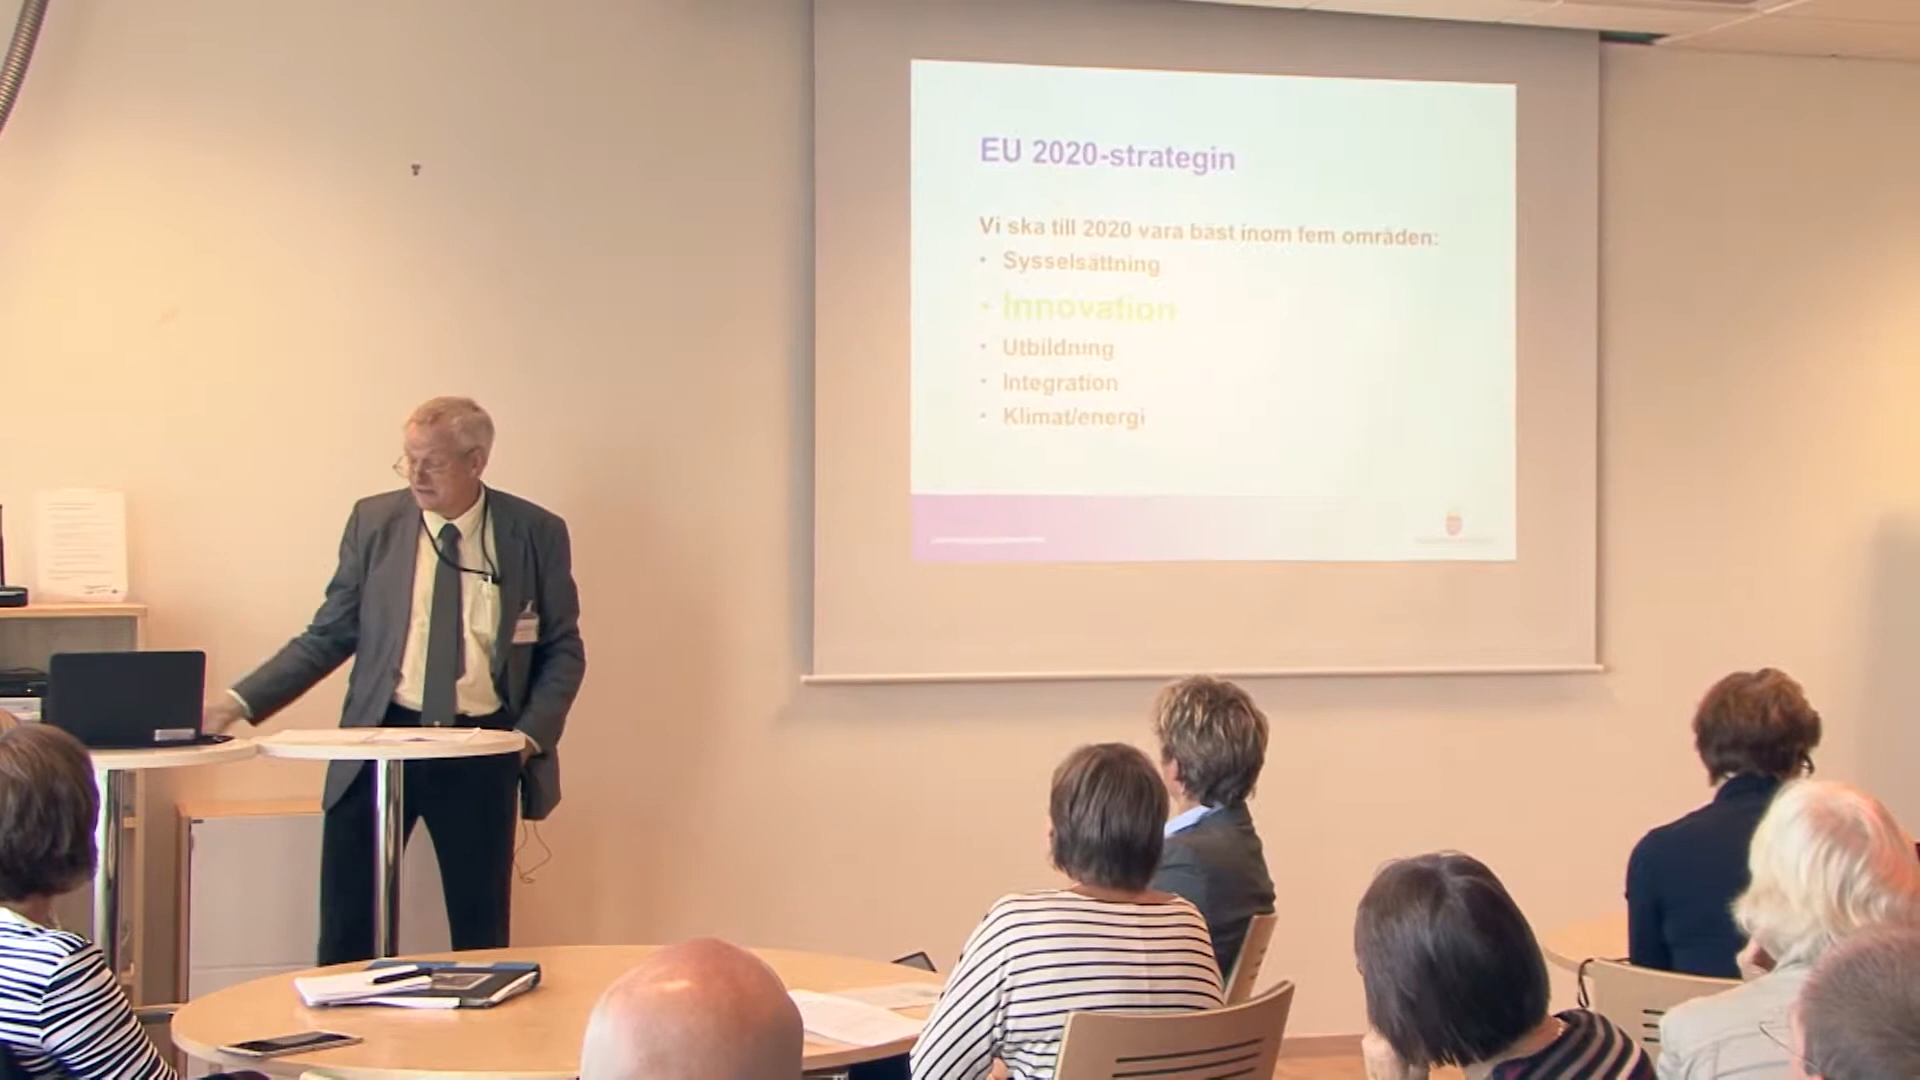 EU 2020-strategin
Vi ska till 2020 vara bäst inom fem områden:
• Sysselsättning
• Innovation
• Utbildning
• Integration
• Klimat/energi